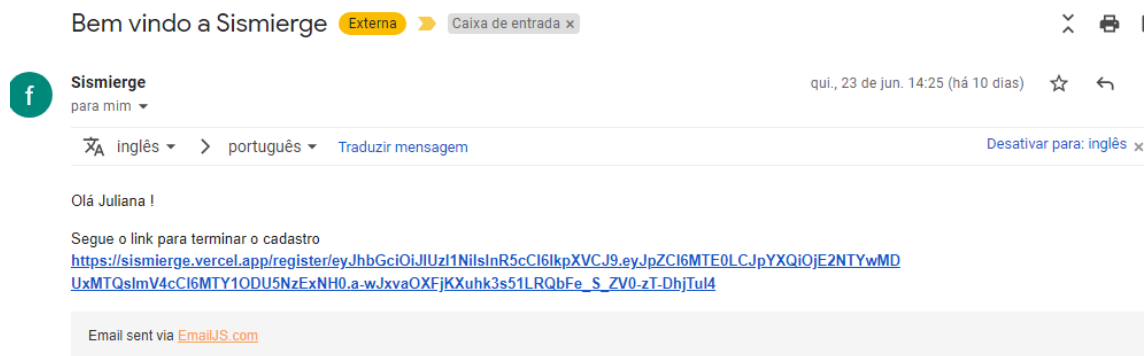 Bem vindo a Sismierge Externa Caixa de entrada x
f
Sismierge qui., 23 de jun. 14:25 (há 10 dias)
para mim
inglês > português Traduzir mensagem Desativar para: inglês x
Olá Juliana !
Segue o link para terminar o cadastro
https://sismierge.vercel.app/register/eyJhbGciOiJIUzI1NiIsInR5cCI6IkpXVCJ9.eyJpZCI6MTE0LCJpYXQiOjE2NTYwMD
UxMTQsImV4cCI6MTY1ODU5NzExNH0.a-wJxvaOXFjKXuhk3s51LRQbFe_S_ZV0-zT-DhjTul4
Email sent via EmailJS.com